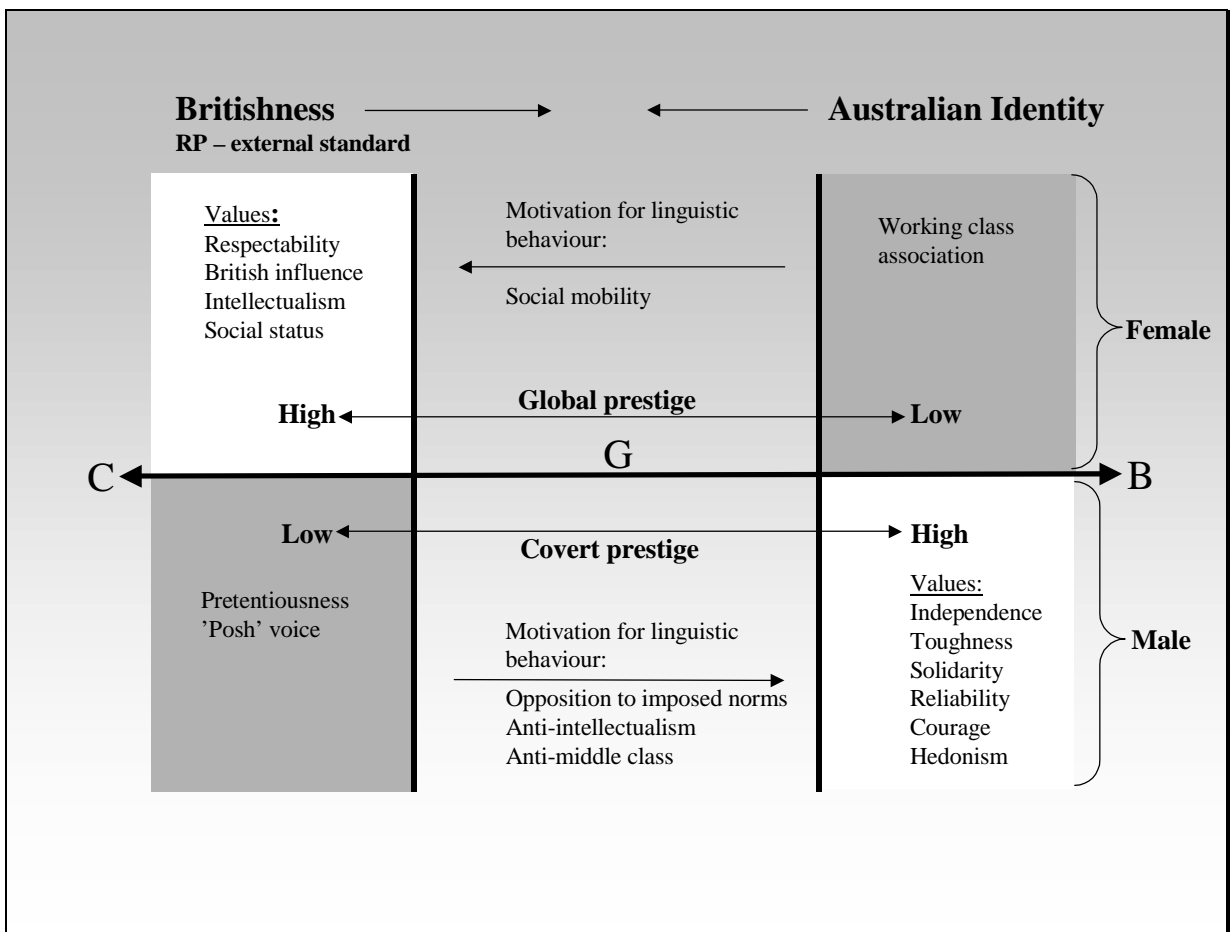 Britishness
Australian Identity
RP – external standard
Values:
Respectability
British influence
Intellectualism
Social status
Motivation for linguistic
behaviour:
Social mobility
Working class
association
Female
High
Global prestige
Low
C
G
B
Low
Covert prestige
High
Pretentiousness
’Posh’ voice
Motivation for linguistic
behaviour:
Opposition to imposed norms
Anti-intellectualism
Anti-middle class
Values:
Independence
Toughness
Solidarity
Reliability
Courage
Hedonism
Male